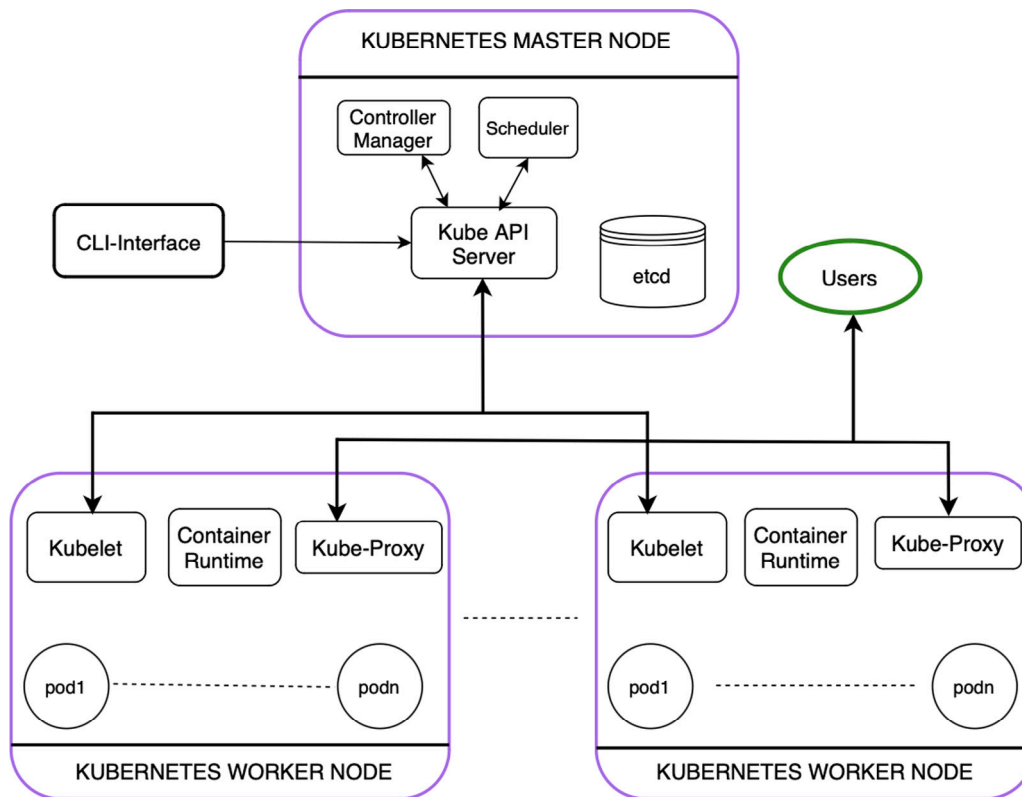 KUBERNETES MASTER NODE
Controller
Manager
Scheduler
CLI-Interface
Kube API
Server
etcd
Users
Kubelet
Container
Runtime
Kube-Proxy
pod1
podn
KUBERNETES WORKER NODE
Kubelet
Container
Runtime
Kube-Proxy
pod1
podn
KUBERNETES WORKER NODE